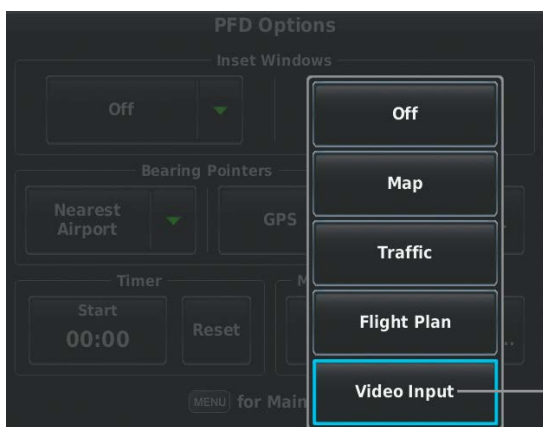 PFD Options
Inset Windows
Off
Off
Map
Traffic
Flight Plan
Video Input
Bearing Pointers
Nearest
Airport
GPS
Timer
M
Start
00:00
Reset
..
MENU for Main